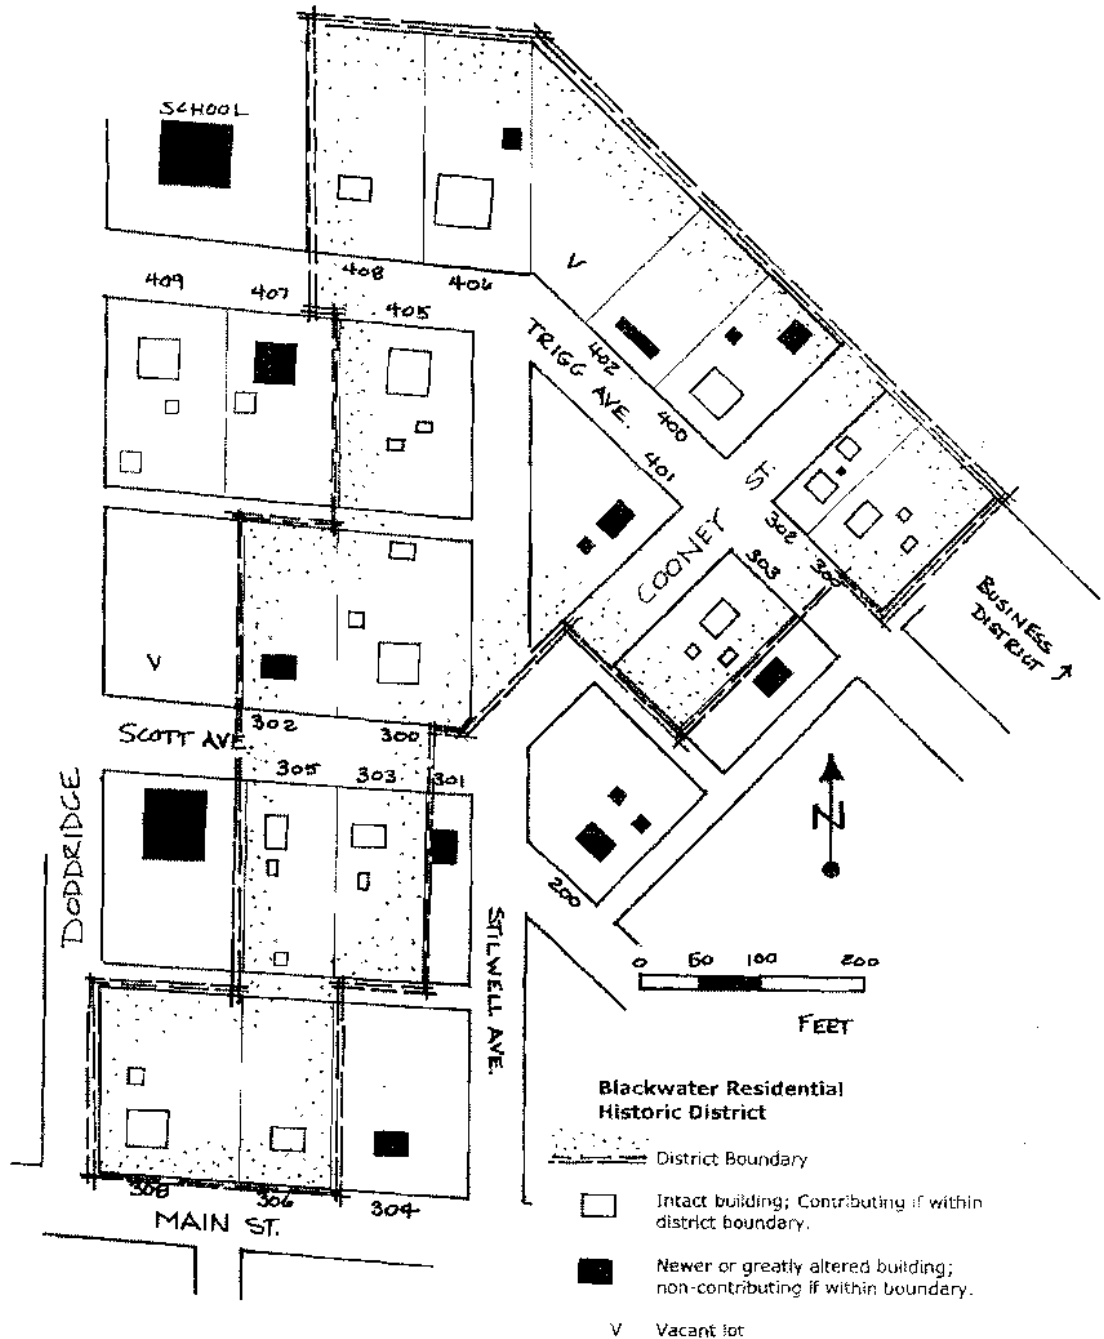 SCHOOL
409
407
408
406
405
V
TRIGG AVE.
402
400
401
ST.
COONEY
302
300
303
BUSINESS
DISTRICT
V
SCOTT AVE.
302
300
305
303
301
DODDRIDGE
200
N
STILWELL AVE.
0 50 100 200
FEET
308
306
304
MAIN ST.
Blackwater Residential
Historic District
District Boundary
Intact building; Contributing if within
district boundary.
Newer or greatly altered building;
non-contributing if within boundary.
V Vacant lot